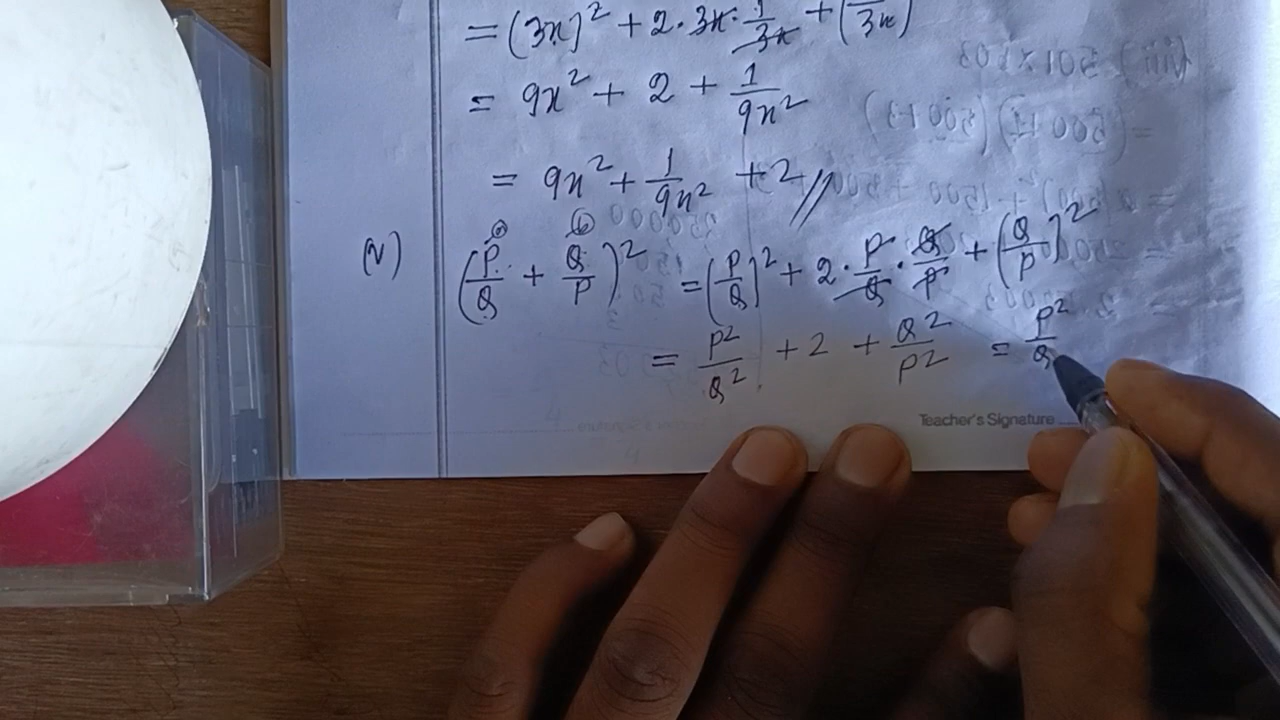 = (3x)² + 2·3x·1/3x + (1/3x)
= 9x² + 2 + 1/9x²
= 9x² + 1/9x² + 2 //
(v) (P/Q + Q/P)² = (P/Q)² + 2·P/Q·Q/P + (Q/P)²
= P²/Q² + 2 + Q²/P² = P²/Q
Teacher's Signature